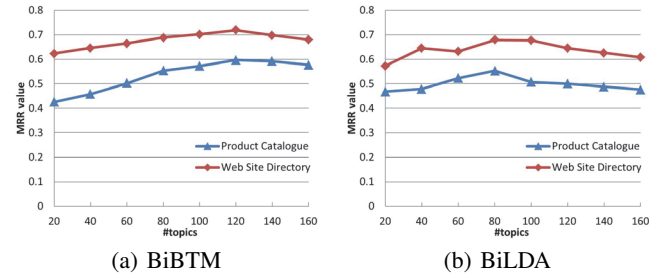 0.8
0.7
0.6
0.5
0.4
0.3
0.2
0.1
0
MRR value
Product Catalogue
Web Site Directory
20 40 60 80 100 120 140 160
#topics
(a) BiBTM
0.8
0.7
0.6
0.5
0.4
0.3
0.2
0.1
0
MRR value
Product Catalogue
Web Site Directory
20 40 60 80 100 120 140 160
#topics
(b) BiLDA